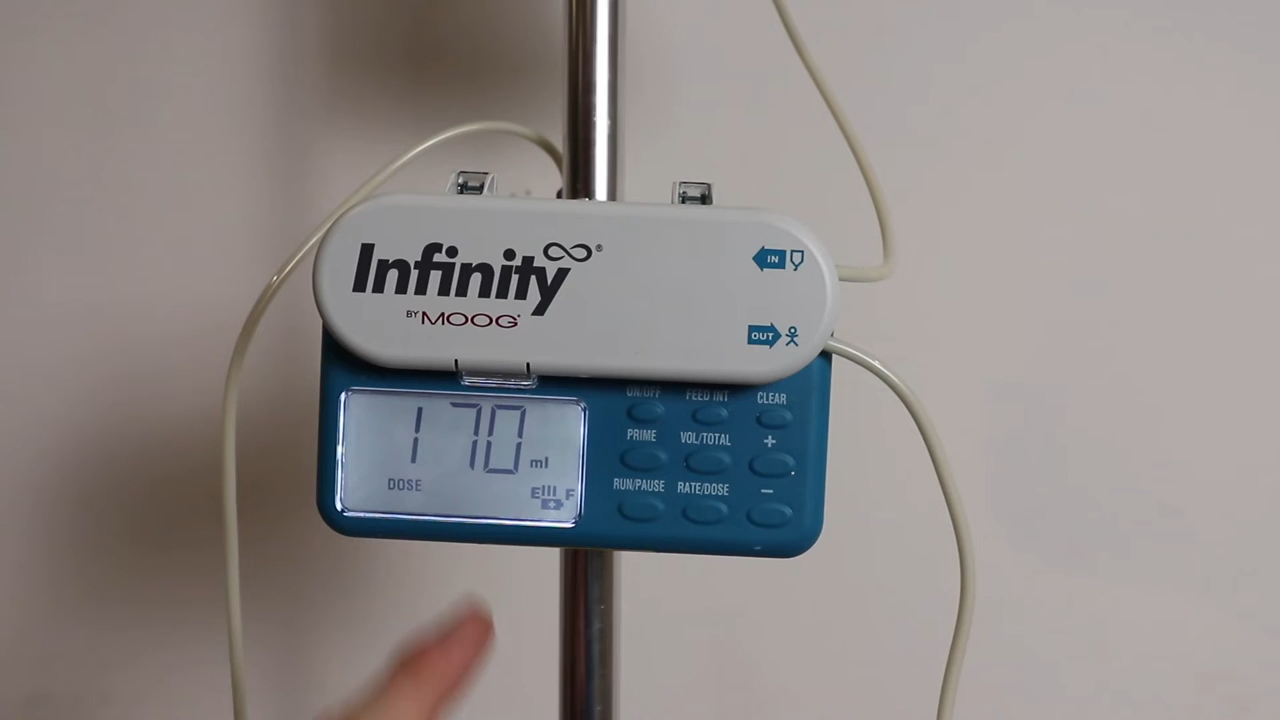 Infinity ∞®
BY MOOG®
IN
OUT
ON/OFF FEED INT CLEAR
PRIME VOL/TOTAL +
RUN/PAUSE RATE/DOSE −
170 ml
DOSE
E F